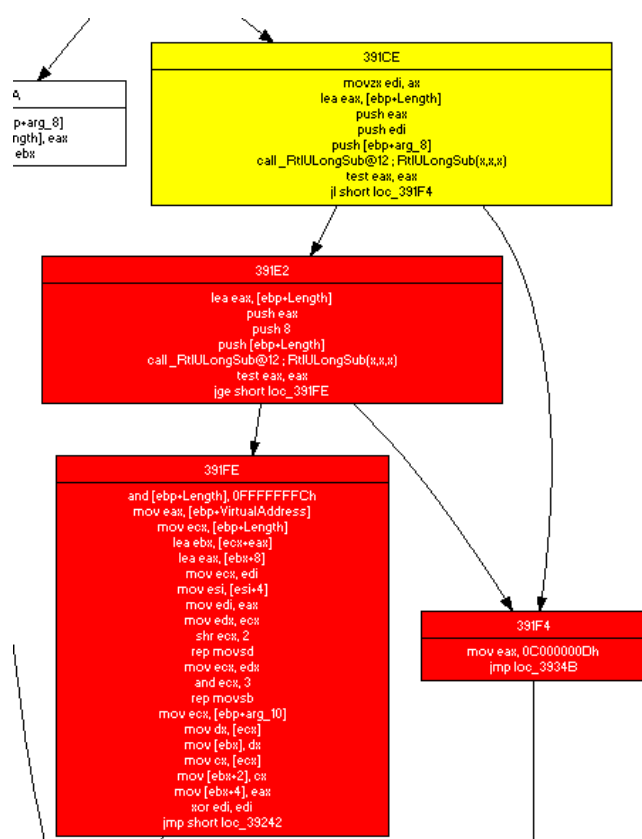 391CE
movzx edi, ax
lea eax, [ebp+Length]
push eax
push edi
push [ebp+arg_8]
call _RtlULongSub@12 ; RtlULongSub(x,x,x)
test eax, eax
jl short loc_391F4
A
p+arg_8]
ngth], eax
ebx
391E2
lea eax, [ebp+Length]
push eax
push 8
push [ebp+Length]
call _RtlULongSub@12 ; RtlULongSub(x,x,x)
test eax, eax
jge short loc_391FE
391FE
and [ebp+Length], 0FFFFFFFCh
mov eax, [ebp+VirtualAddress]
mov ecx, [ebp+Length]
lea ebx, [ecx+eax]
lea eax, [ebx+8]
mov ecx, edi
mov esi, [esi+4]
mov edi, eax
mov edx, ecx
shr ecx, 2
rep movsd
mov ecx, edx
and ecx, 3
rep movsb
mov ecx, [ebp+arg_10]
mov dx, [ecx]
mov [ebx], dx
mov cx, [ecx]
mov [ebx+2], cx
mov [ebx+4], eax
xor edi, edi
jmp short loc_39242
391F4
mov eax, 0C000000Dh
jmp loc_3934B